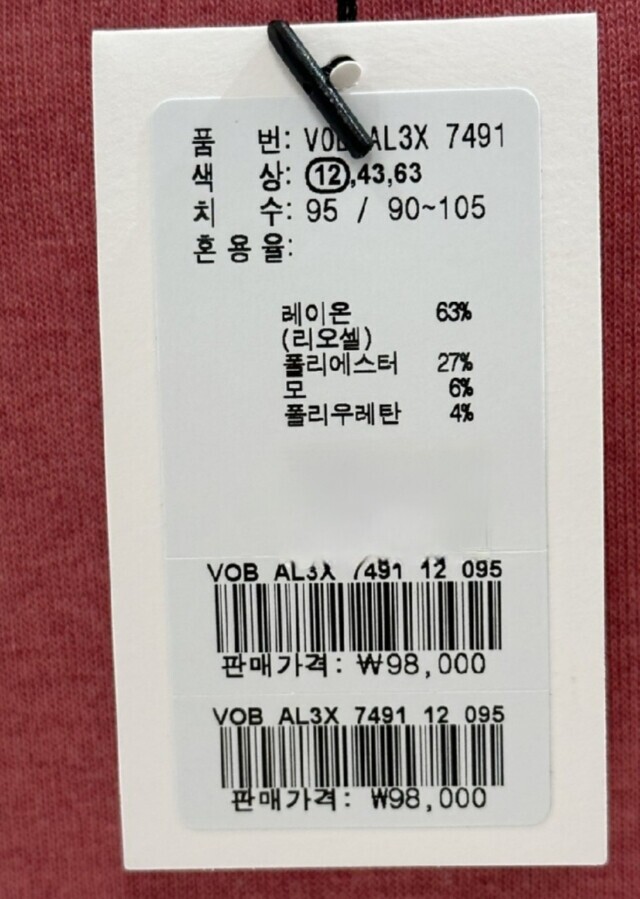 품 번: VOB AL3X 7491
색 상: 12,43,63
치 수: 95 / 90~105
혼용율:
레이온 63%
(리오셀)
폴리에스터 27%
모 6%
폴리우레탄 4%
VOB AL3X 7491 12 095
판매가격: ₩98,000
VOB AL3X 7491 12 095
판매가격: ₩98,000